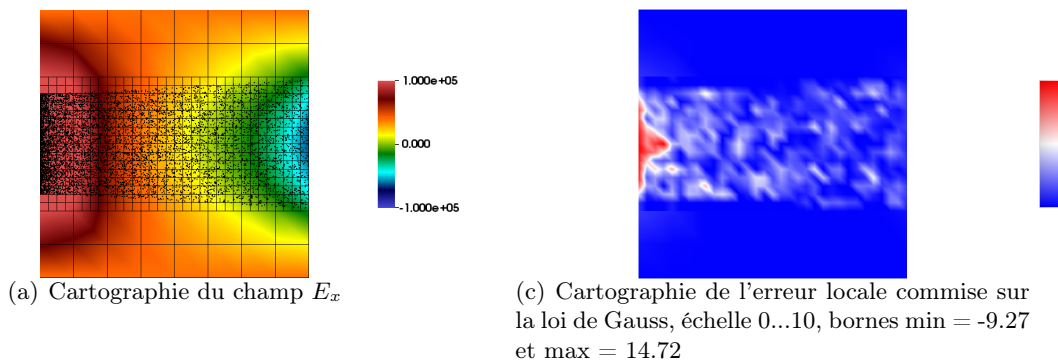 1.000e+05
0.000
-1.000e+05
(a) Cartographie du champ E_x
(c) Cartographie de l'erreur locale commise sur
la loi de Gauss, échelle 0...10, bornes min = -9.27
et max = 14.72